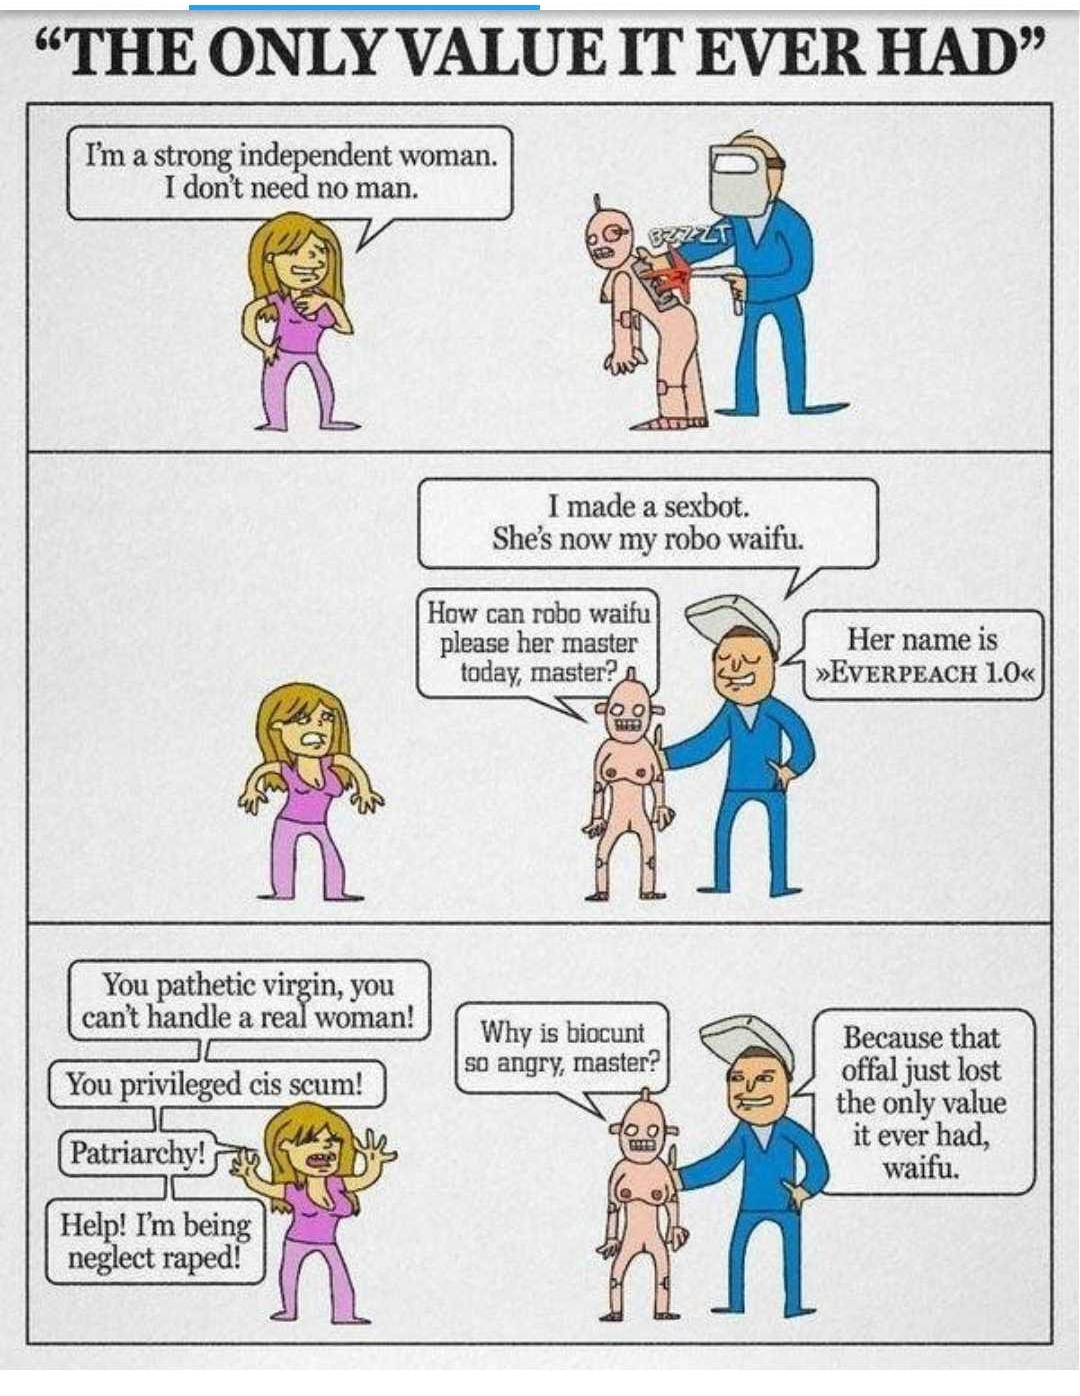 “THE ONLY VALUE IT EVER HAD”
I'm a strong independent woman.
I don't need no man.
BZZZT
I made a sexbot.
She's now my robo waifu.
How can robo waifu
please her master
today, master?
Her name is
»EVERPEACH 1.0«
You pathetic virgin, you
can't handle a real woman!
You privileged cis scum!
Patriarchy!
Help! I'm being
neglect raped!
Why is biocunt
so angry, master?
Because that
offal just lost
the only value
it ever had,
waifu.